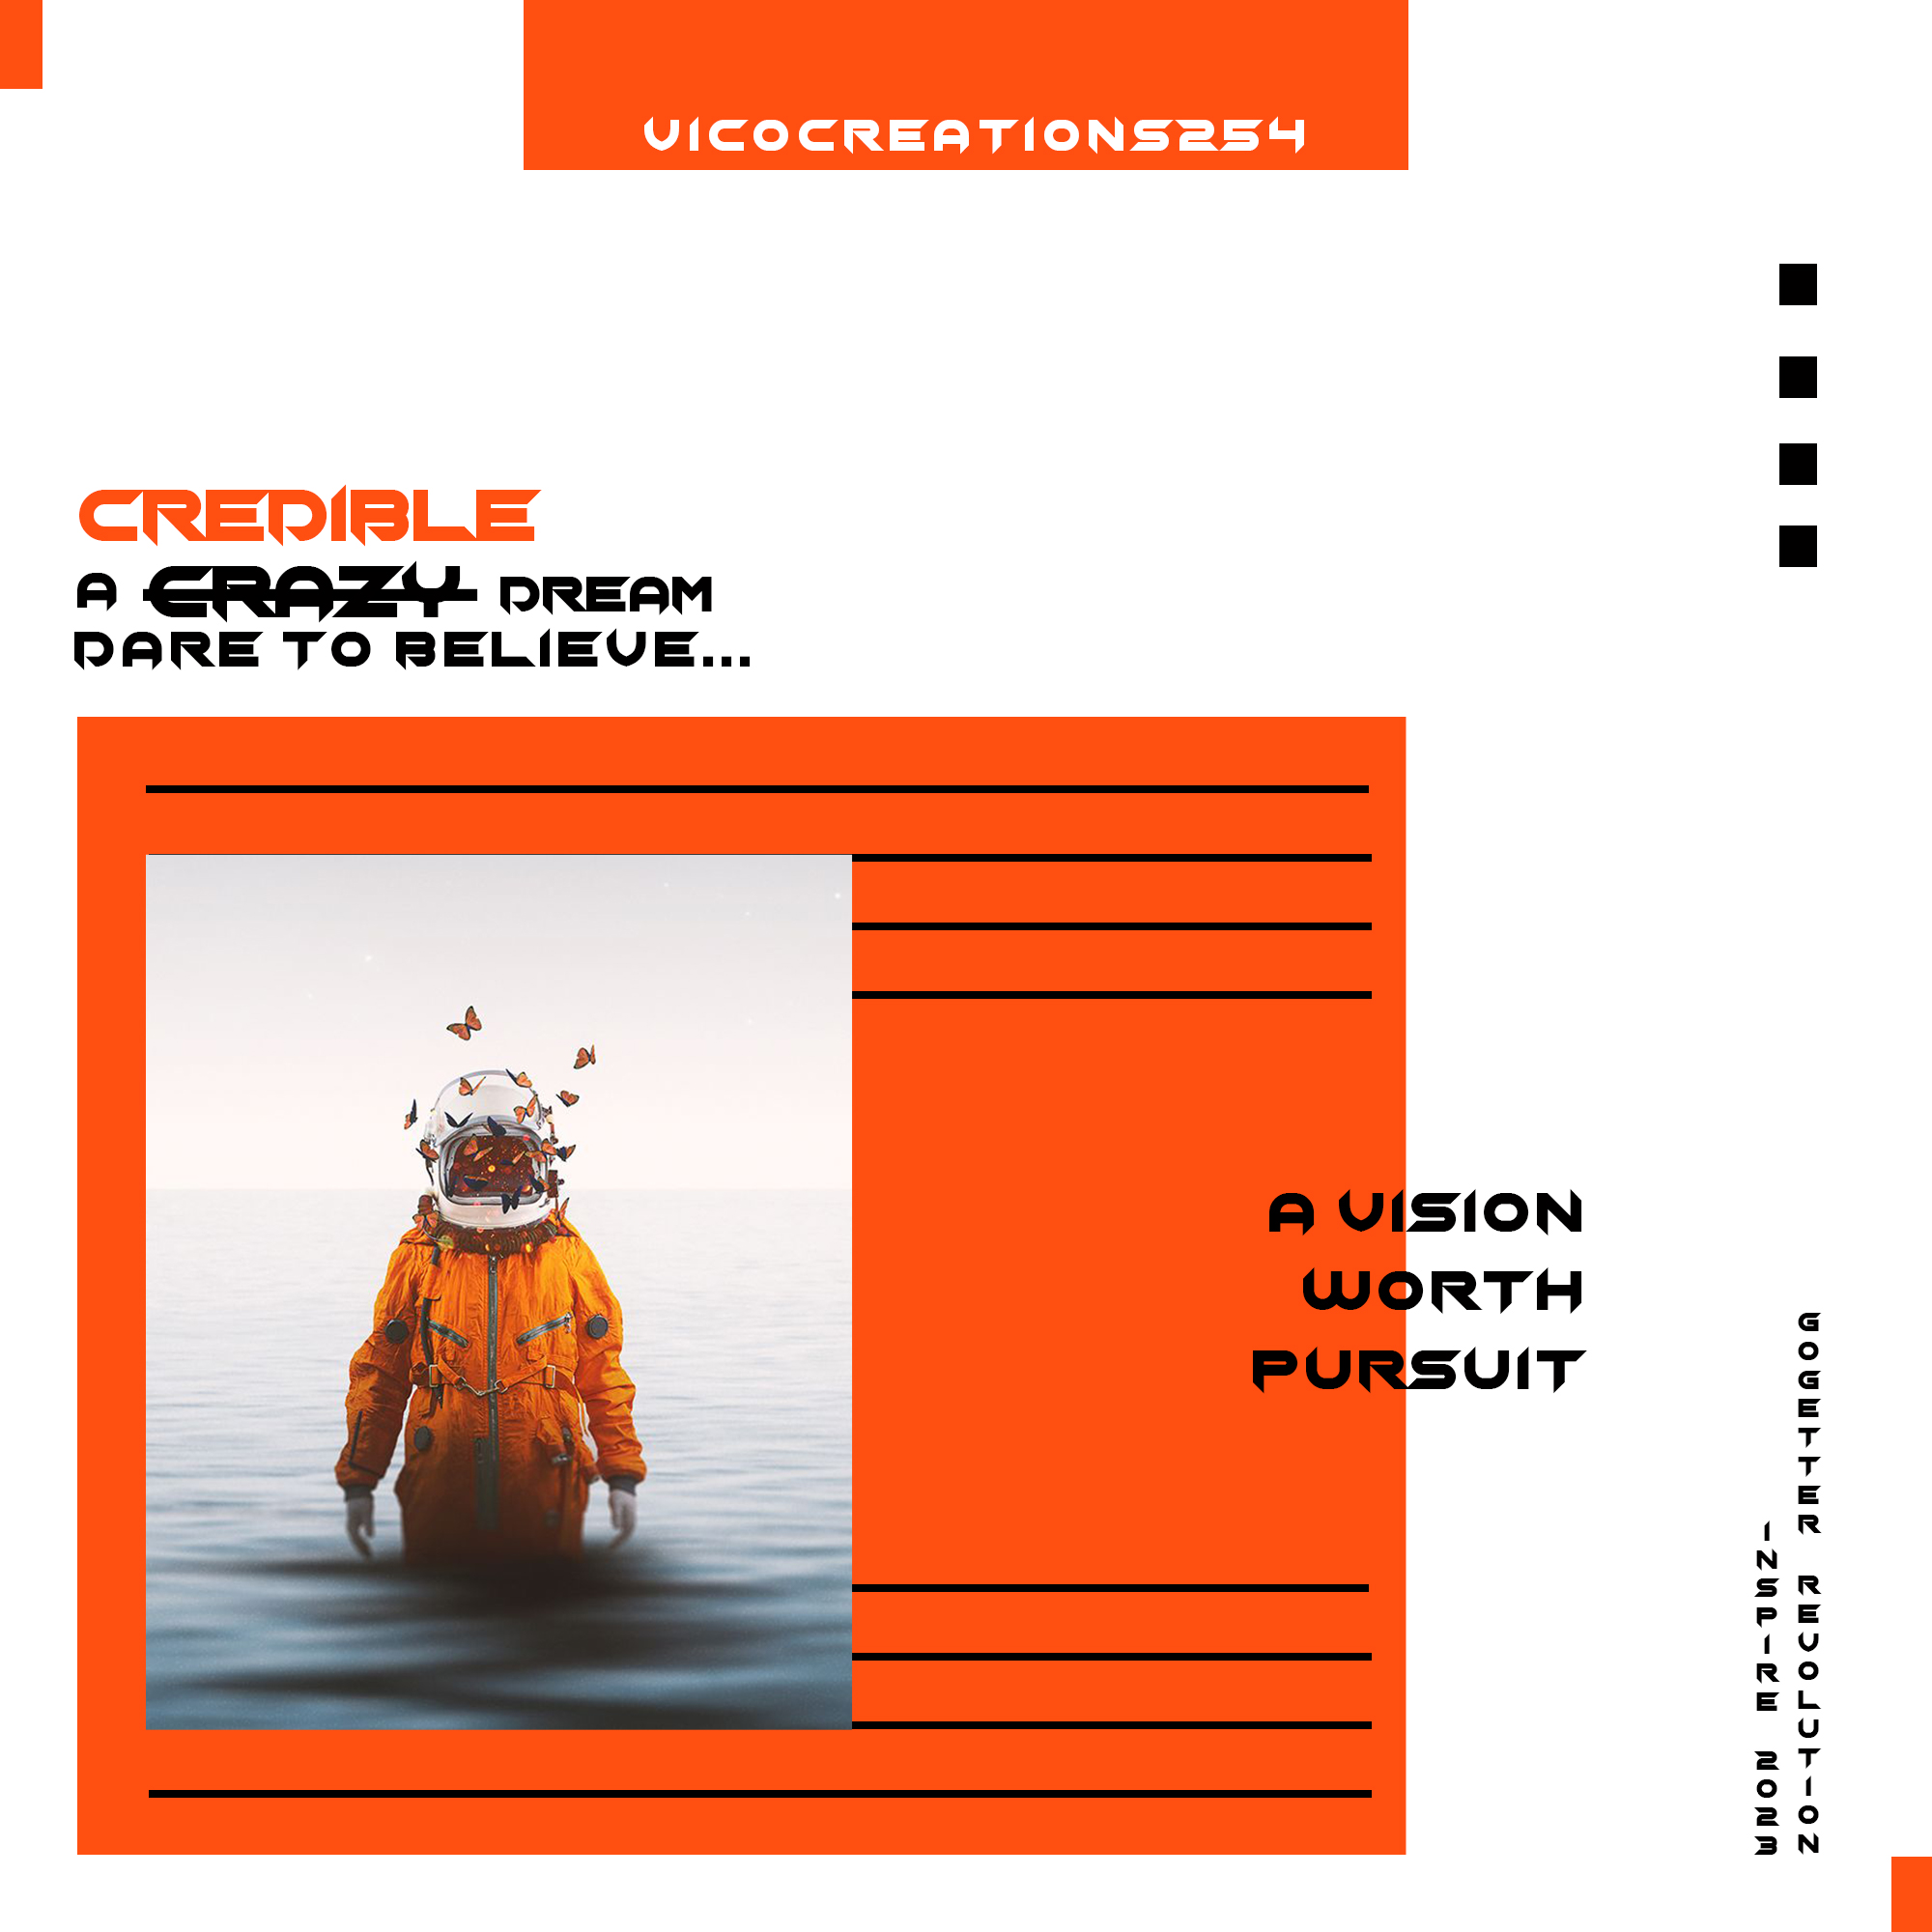 VICOCREATIONS254
CREDIBLE
A CRAZY DREAM
DARE TO BELIEVE...
A VISION
WORTH
PURSUIT
GOGETTER REVOLUTION
INSPIRE 2023